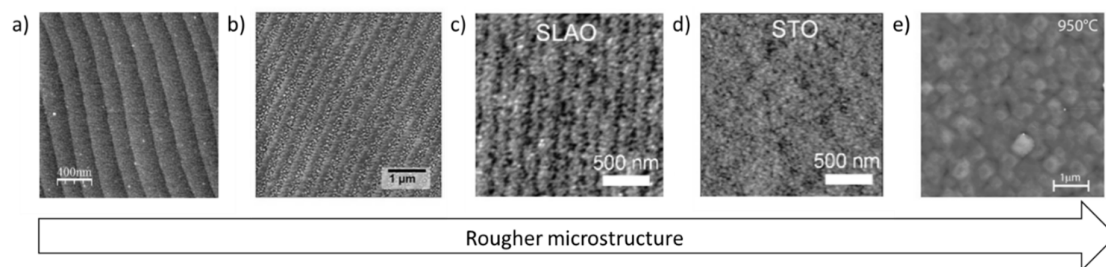 a)
b)
c)
d)
e)
SLAO
STO
950°C
400nm
1 µm
500 nm
500 nm
1µm
Rougher microstructure